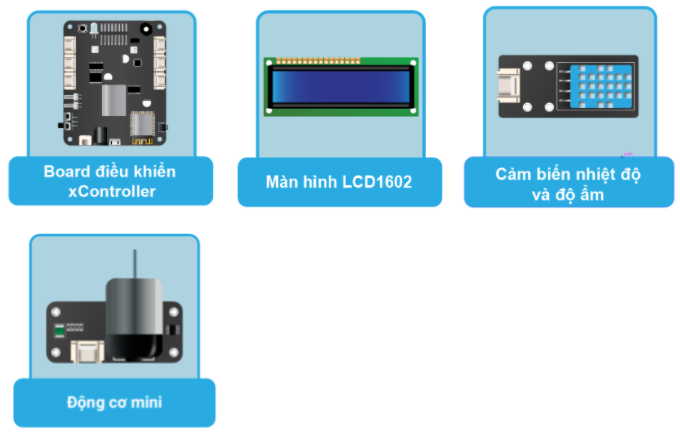 Board điều khiển
xController
Màn hình LCD1602
Cảm biến nhiệt độ
và độ ẩm
Động cơ mini